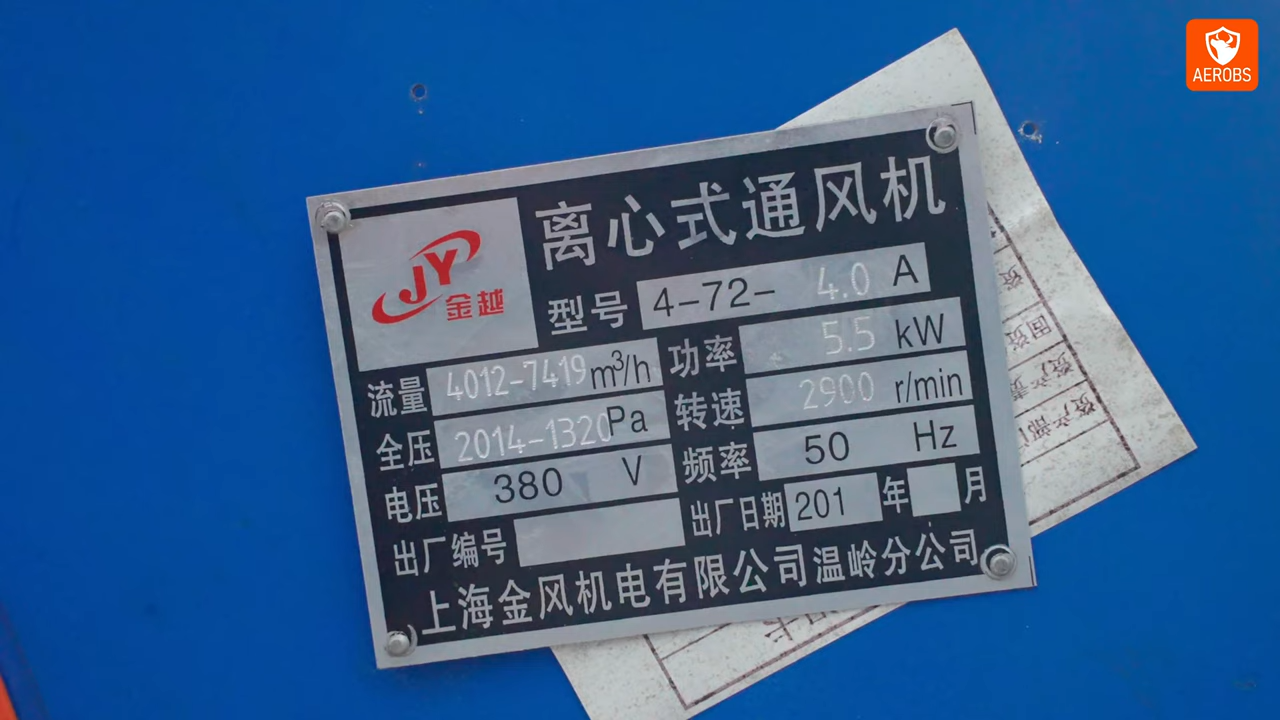 AEROBS
离心式通风机
JY
金越
型号 4-72- 4.0 A
流量 4012-7419 m³/h 功率 5.5 kW
全压 2014-1320 Pa 转速 2900 r/min
电压 380 V 频率 50 Hz
出厂编号 出厂日期 201 年 月
上海金风机电有限公司温岭分公司